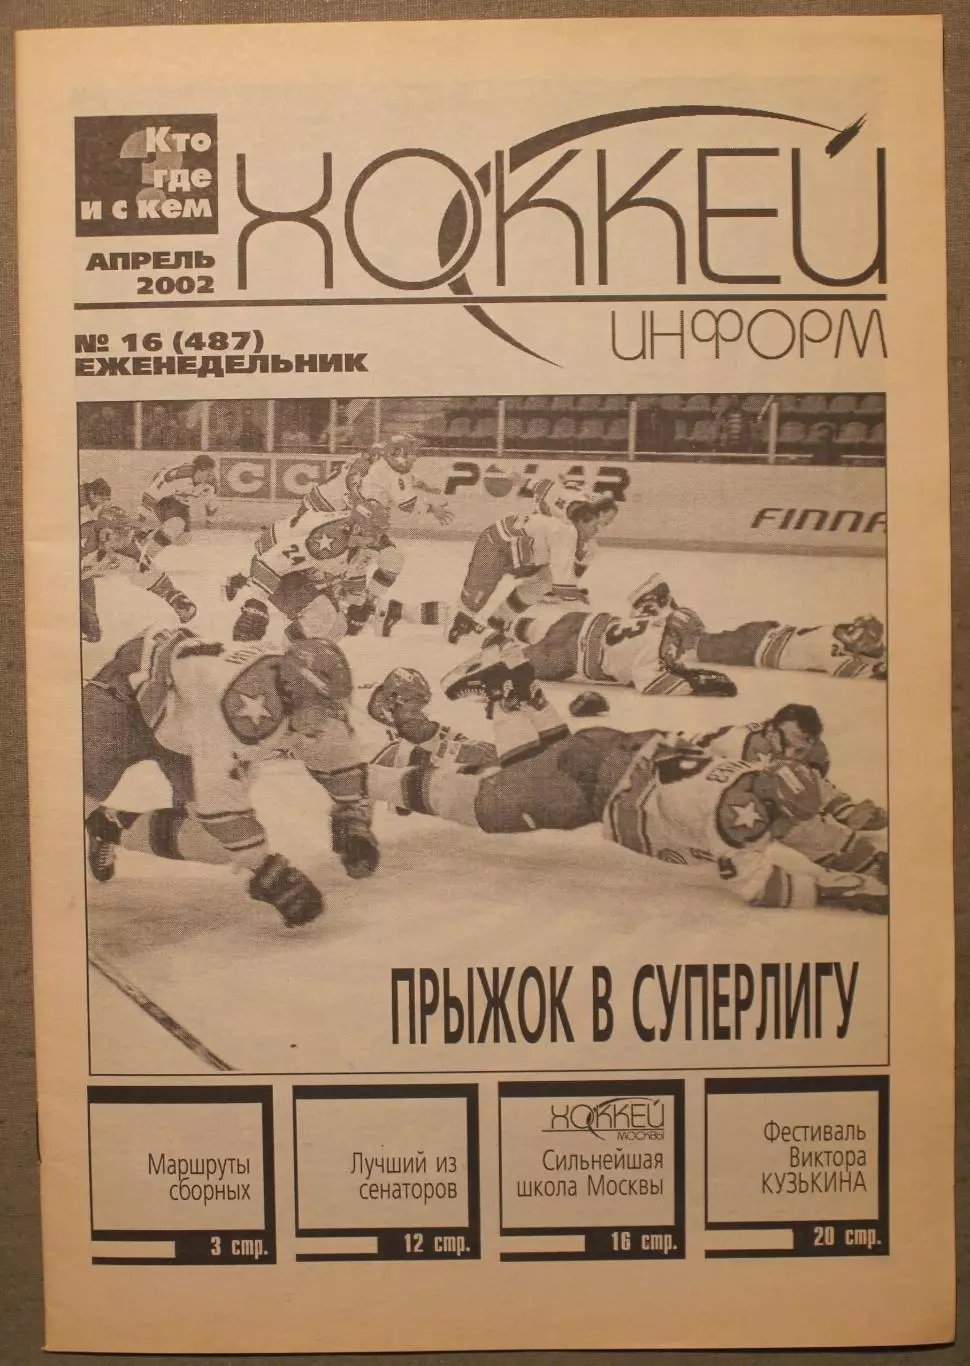 Кто
где
и с кем
АПРЕЛЬ
2002
ХОККЕЙ
ИНФОРМ
№ 16 (487)
ЕЖЕНЕДЕЛЬНИК
POLAR
FINNA
24
ПРЫЖОК В СУПЕРЛИГУ
Маршруты
сборных
3 стр.
Лучший из
сенаторов
12 стр.
ХОККЕЙ
МОСКВЫ
Сильнейшая
школа Москвы
16 стр.
Фестиваль
Виктора
КУЗЬКИНА
20 стр.